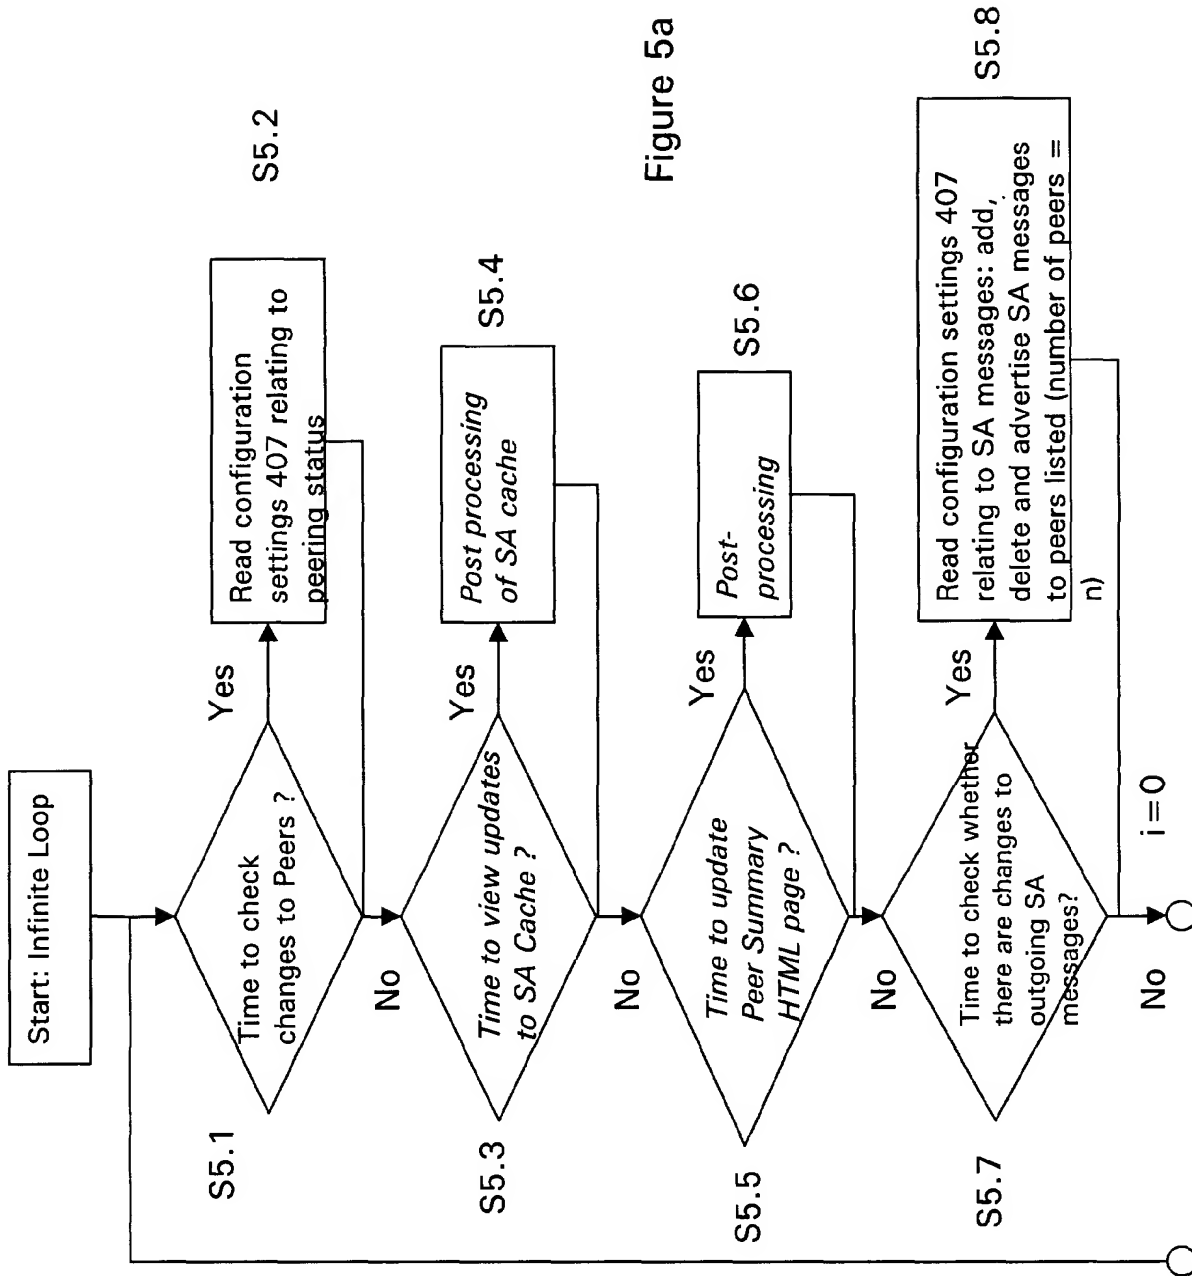 Start: Infinite Loop
S5.1
Time to check
changes to Peers ?
Yes
Read configuration
settings 407 relating to
peering status
S5.2
No
S5.3
Time to view updates
to SA Cache ?
Yes
Post processing
of SA cache
S5.4
No
S5.5
Time to update
Peer Summary
HTML page ?
Yes
Post-
processing
S5.6
Figure 5a
No
S5.7
Time to check whether
there are changes to
outgoing SA
messages?
Yes
Read configuration settings 407
relating to SA messages: add,
delete and advertise SA messages
to peers listed (number of peers =
n)
S5.8
No
i=0